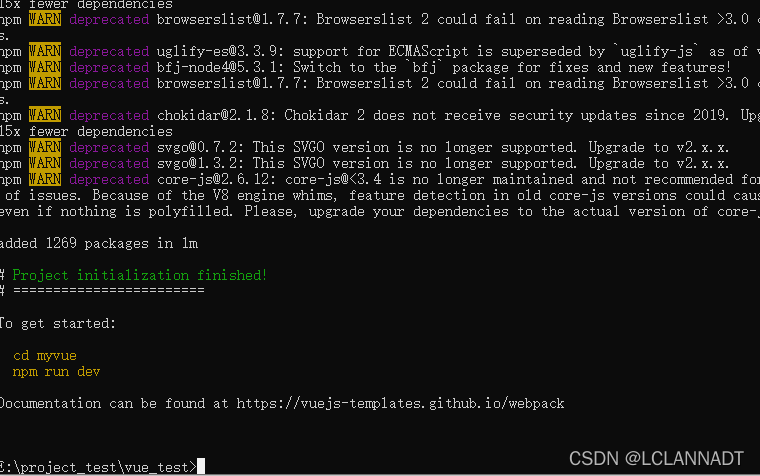 15x fewer dependencies
npm WARN deprecated browserslist@1.7.7: Browserslist 2 could fail on reading Browserslist >3.0 c
s.
npm WARN deprecated uglify-es@3.3.9: support for ECMAScript is superseded by `uglify-js` as of v
npm WARN deprecated bfj-node4@5.3.1: Switch to the `bfj` package for fixes and new features!
npm WARN deprecated browserslist@1.7.7: Browserslist 2 could fail on reading Browserslist >3.0 c
s.
npm WARN deprecated chokidar@2.1.8: Chokidar 2 does not receive security updates since 2019. Upg
15x fewer dependencies
npm WARN deprecated svgo@0.7.2: This SVGO version is no longer supported. Upgrade to v2.x.x.
npm WARN deprecated svgo@1.3.2: This SVGO version is no longer supported. Upgrade to v2.x.x.
npm WARN deprecated core-js@2.6.12: core-js@<3.4 is no longer maintained and not recommended for
of issues. Because of the V8 engine whims, feature detection in old core-js versions could caus
even if nothing is polyfilled. Please, upgrade your dependencies to the actual version of core-j
added 1269 packages in 1m
# Project initialization finished!
# ========================
To get started:
cd myvue
npm run dev
Documentation can be found at https://vuejs-templates.github.io/webpack
E:\project_test\vue_test>
CSDN @LCLANNADT